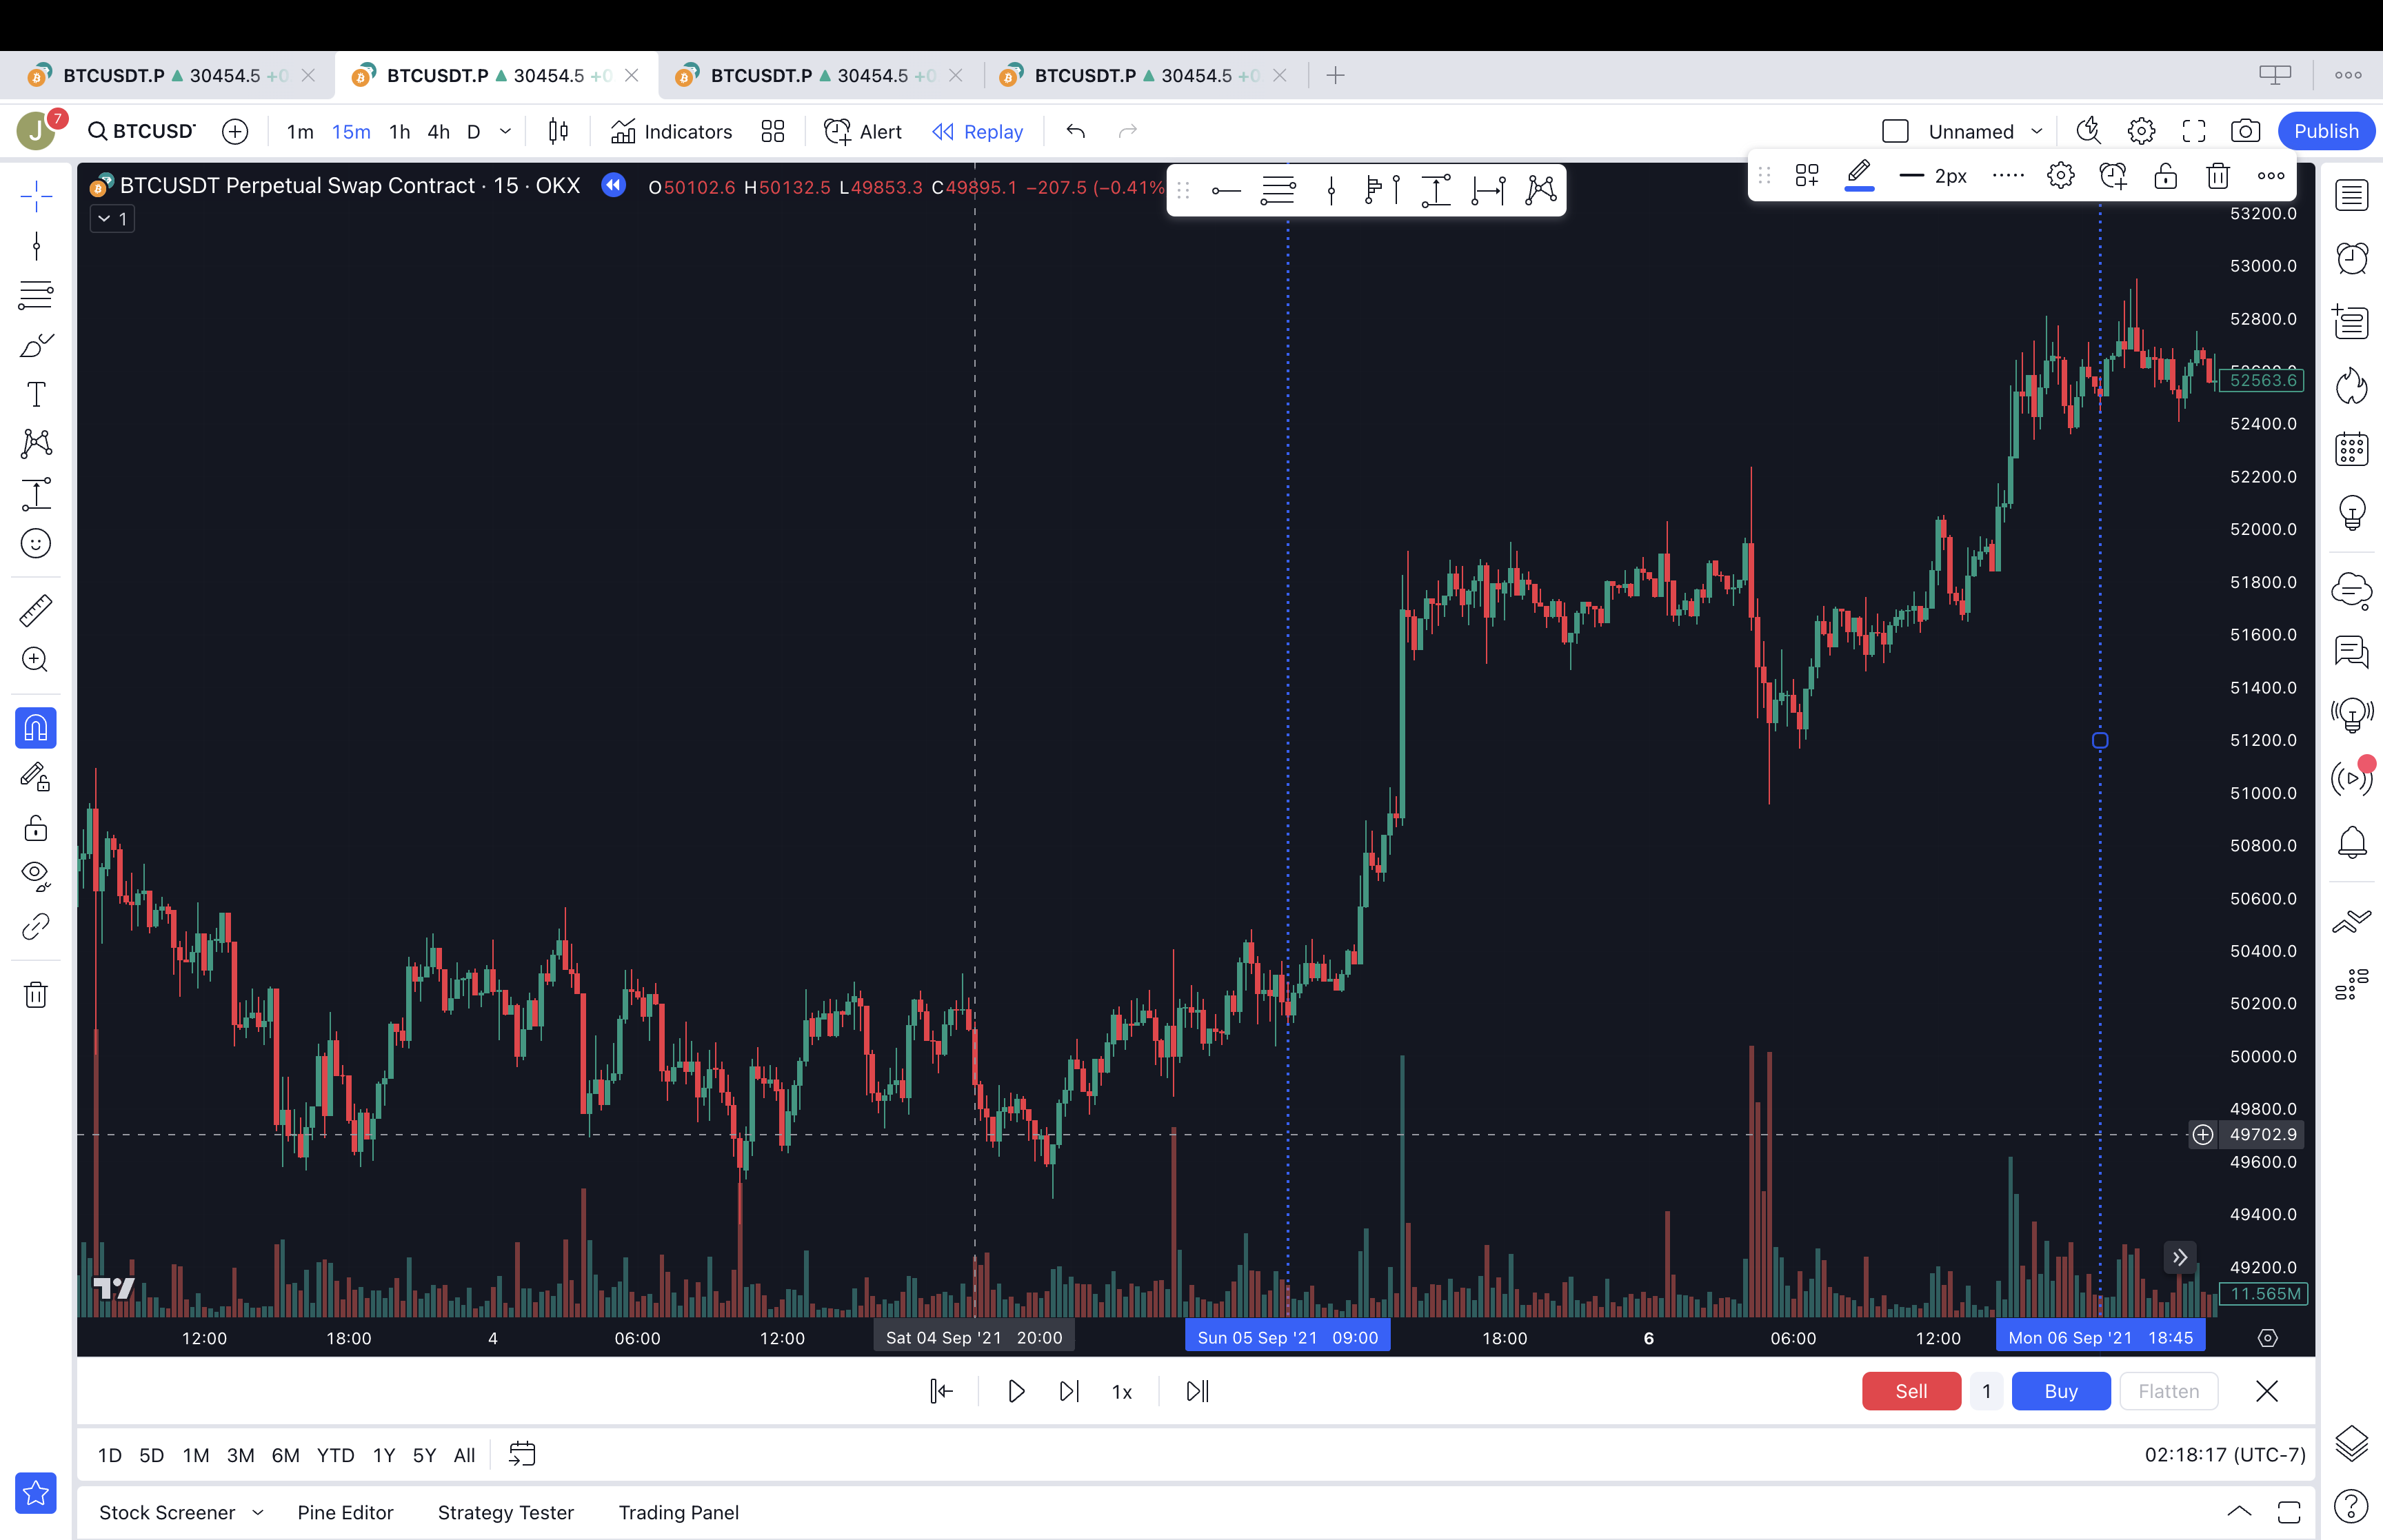 BTCUSDT.P 30454.5 +0 BTCUSDT.P 30454.5 +0 BTCUSDT.P 30454.5 +0 BTCUSDT.P 30454.5 +0
J 7 BTCUSD 1m 15m 1h 4h D Indicators Alert Replay Unnamed Publish
BTCUSDT Perpetual Swap Contract · 15 · OKX O50102.6 H50132.5 L49853.3 C49895.1 −207.5 (−0.41%
2px
1
53200.0
53000.0
52800.0
52563.6
52400.0
52200.0
52000.0
51800.0
51600.0
51400.0
51200.0
51000.0
50800.0
50600.0
50400.0
50200.0
50000.0
49800.0
49702.9
49600.0
49400.0
49200.0
11.565M
12:00 18:00 4 06:00 12:00 Sat 04 Sep '21 20:00 Sun 05 Sep '21 09:00 18:00 6 06:00 12:00 Mon 06 Sep '21 18:45
1x Sell 1 Buy Flatten
1D 5D 1M 3M 6M YTD 1Y 5Y All 02:18:17 (UTC-7)
Stock Screener Pine Editor Strategy Tester Trading Panel